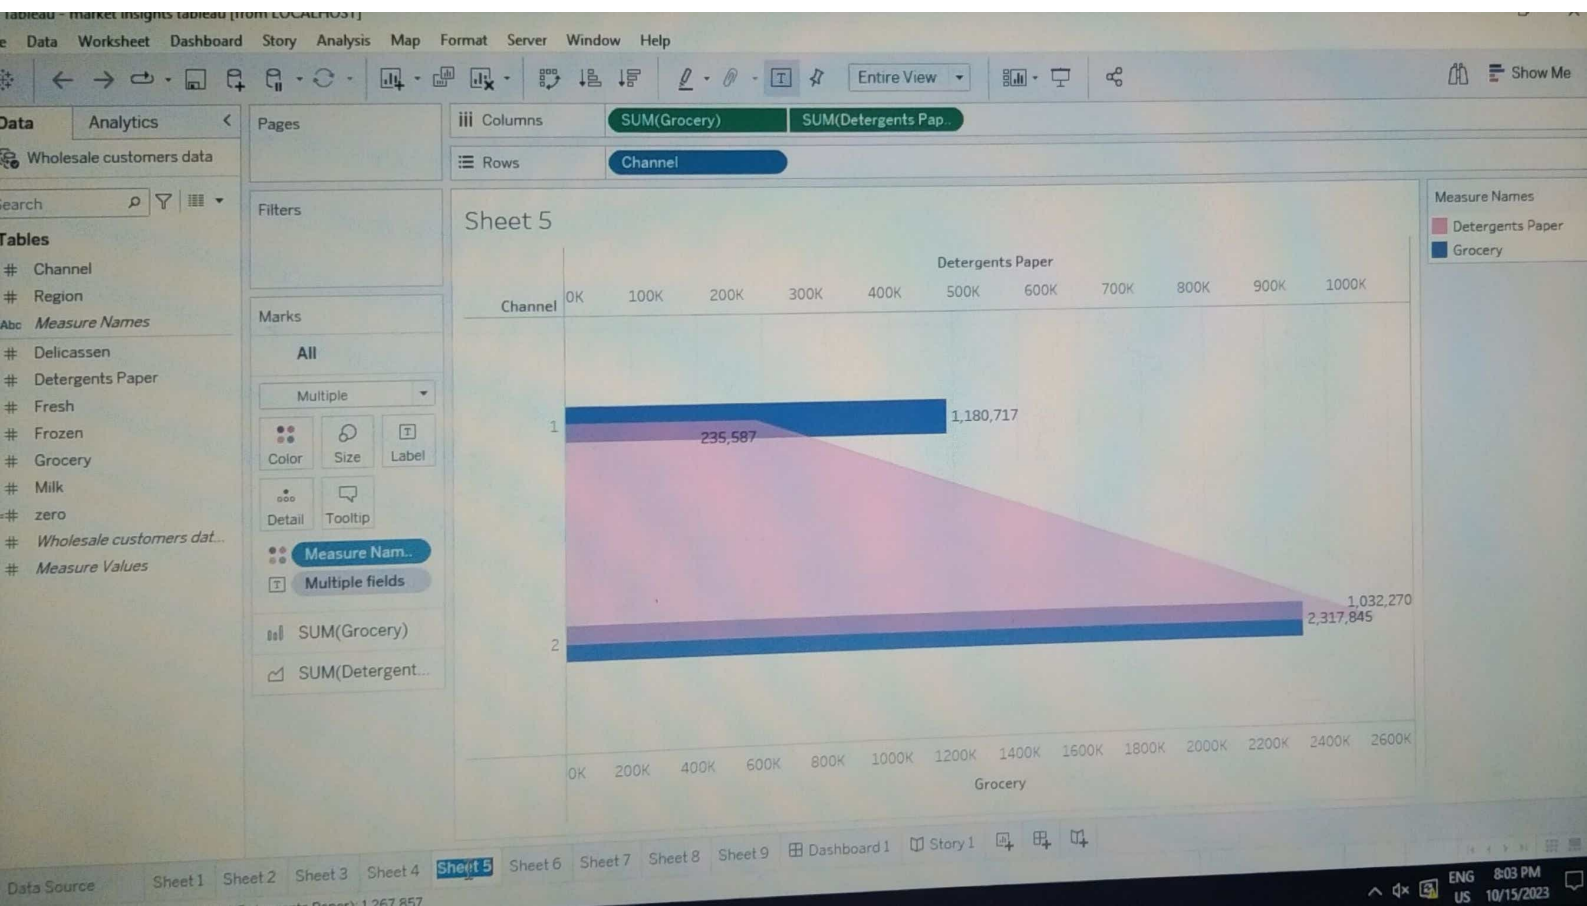 Tableau - market insights tableau [from LOCALHOST]
Data Worksheet Dashboard Story Analysis Map Format Server Window Help
Entire View
Show Me
Data Analytics
Pages
Columns SUM(Grocery) SUM(Detergents Pap..
Wholesale customers data
Rows Channel
Search
Filters
Sheet 5
Measure Names
Detergents Paper
Grocery
Tables
# Channel
# Region
Abc Measure Names
# Delicassen
# Detergents Paper
# Fresh
# Frozen
# Grocery
# Milk
=# zero
# Wholesale customers dat...
# Measure Values
Marks
All
Multiple
Color Size Label
Detail Tooltip
Measure Nam..
Multiple fields
SUM(Grocery)
SUM(Detergent...
Detergents Paper
Channel 0K 100K 200K 300K 400K 500K 600K 700K 800K 900K 1000K
1 1,180,717
235,587
1,032,270
2 2,317,845
0K 200K 400K 600K 800K 1000K 1200K 1400K 1600K 1800K 2000K 2200K 2400K 2600K
Grocery
Data Source Sheet 1 Sheet 2 Sheet 3 Sheet 4 Sheet 5 Sheet 6 Sheet 7 Sheet 8 Sheet 9 Dashboard 1 Story 1
1,267,857
ENG 8:03 PM
US 10/15/2023